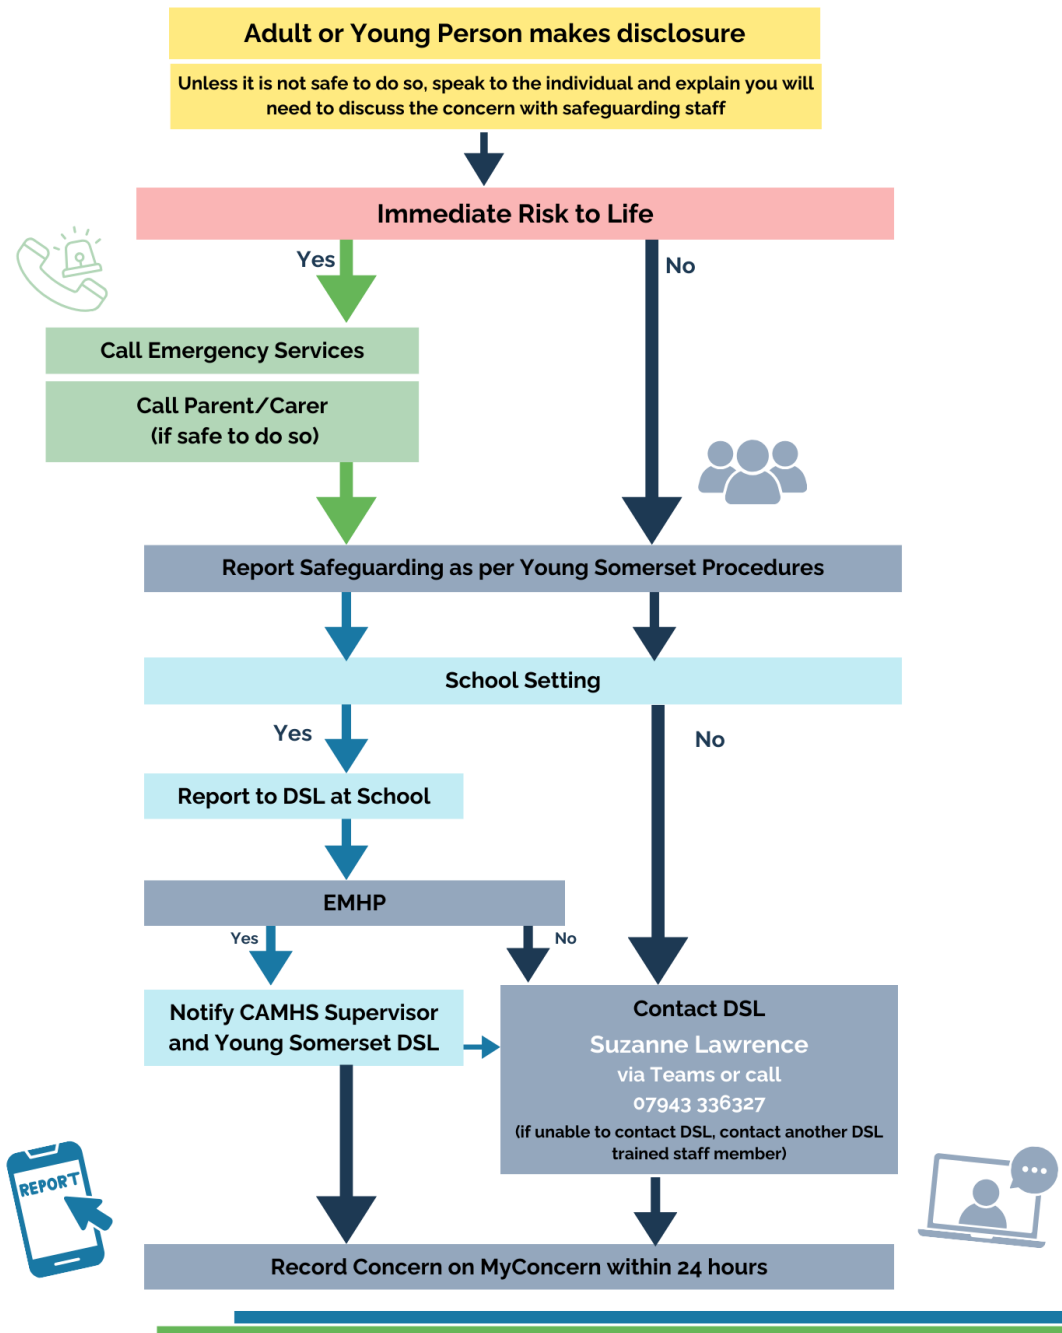 Adult or Young Person makes disclosure
Unless it is not safe to do so, speak to the individual and explain you will
need to discuss the concern with safeguarding staff
Immediate Risk to Life
Yes
No
Call Emergency Services
Call Parent/Carer
(if safe to do so)
Report Safeguarding as per Young Somerset Procedures
School Setting
Yes
No
Report to DSL at School
EMHP
Yes
No
Notify CAMHS Supervisor
and Young Somerset DSL
Contact DSL
Suzanne Lawrence
via Teams or call
07943 336327
(if unable to contact DSL, contact another DSL
trained staff member)
REPORT
Record Concern on MyConcern within 24 hours